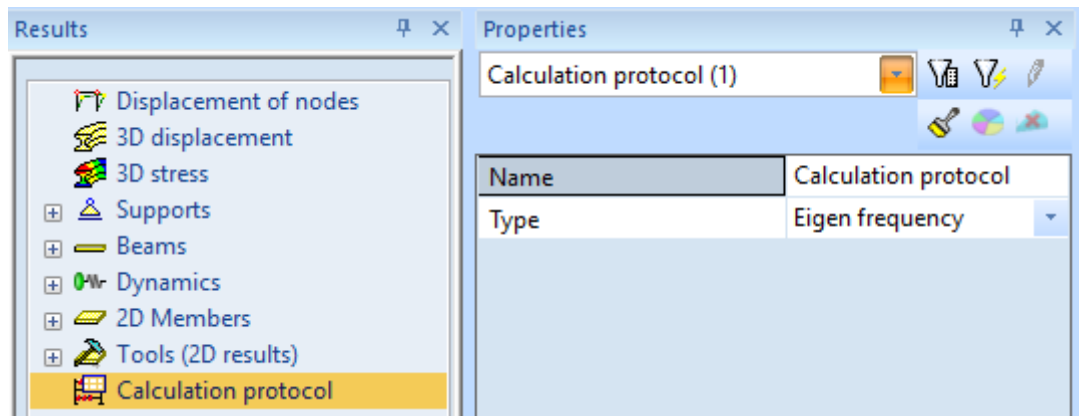 Results
Displacement of nodes
3D displacement
3D stress
Supports
Beams
Dynamics
2D Members
Tools (2D results)
Calculation protocol
Properties
Calculation protocol (1)
Name Calculation protocol
Type Eigen frequency